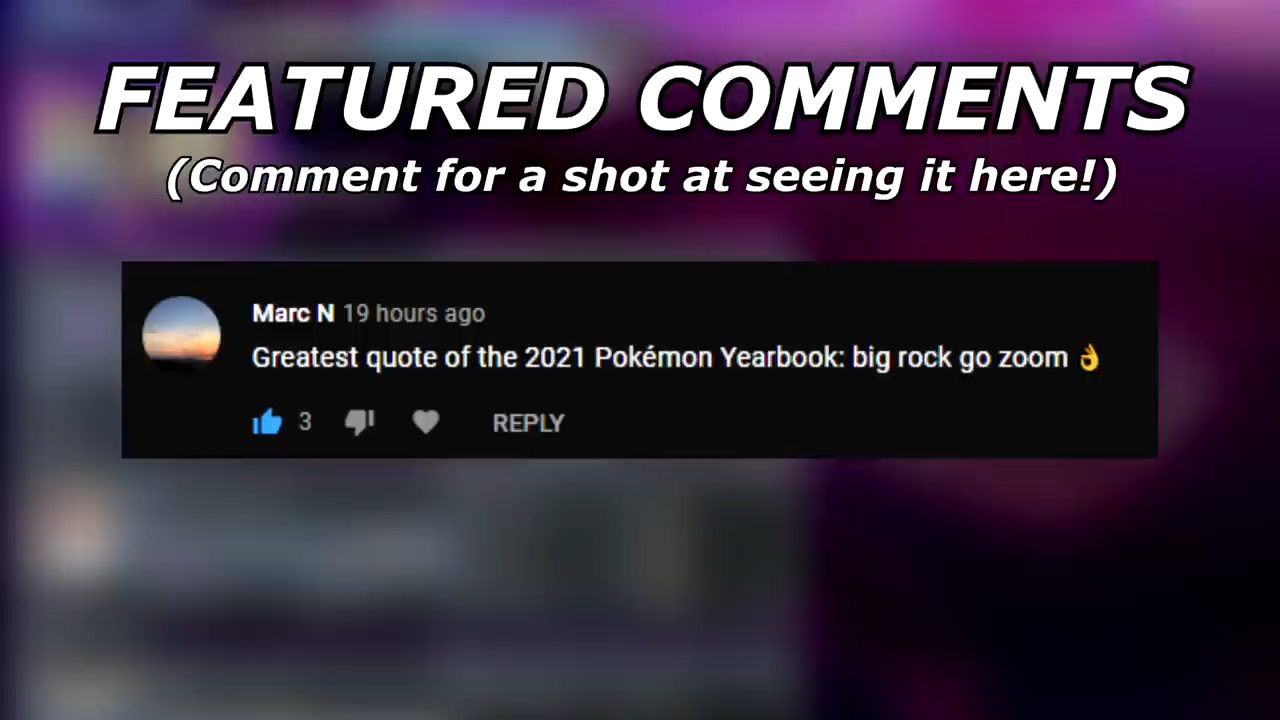 FEATURED COMMENTS
(Comment for a shot at seeing it here!)
Marc N 19 hours ago
Greatest quote of the 2021 Pokémon Yearbook: big rock go zoom 👌
3 REPLY